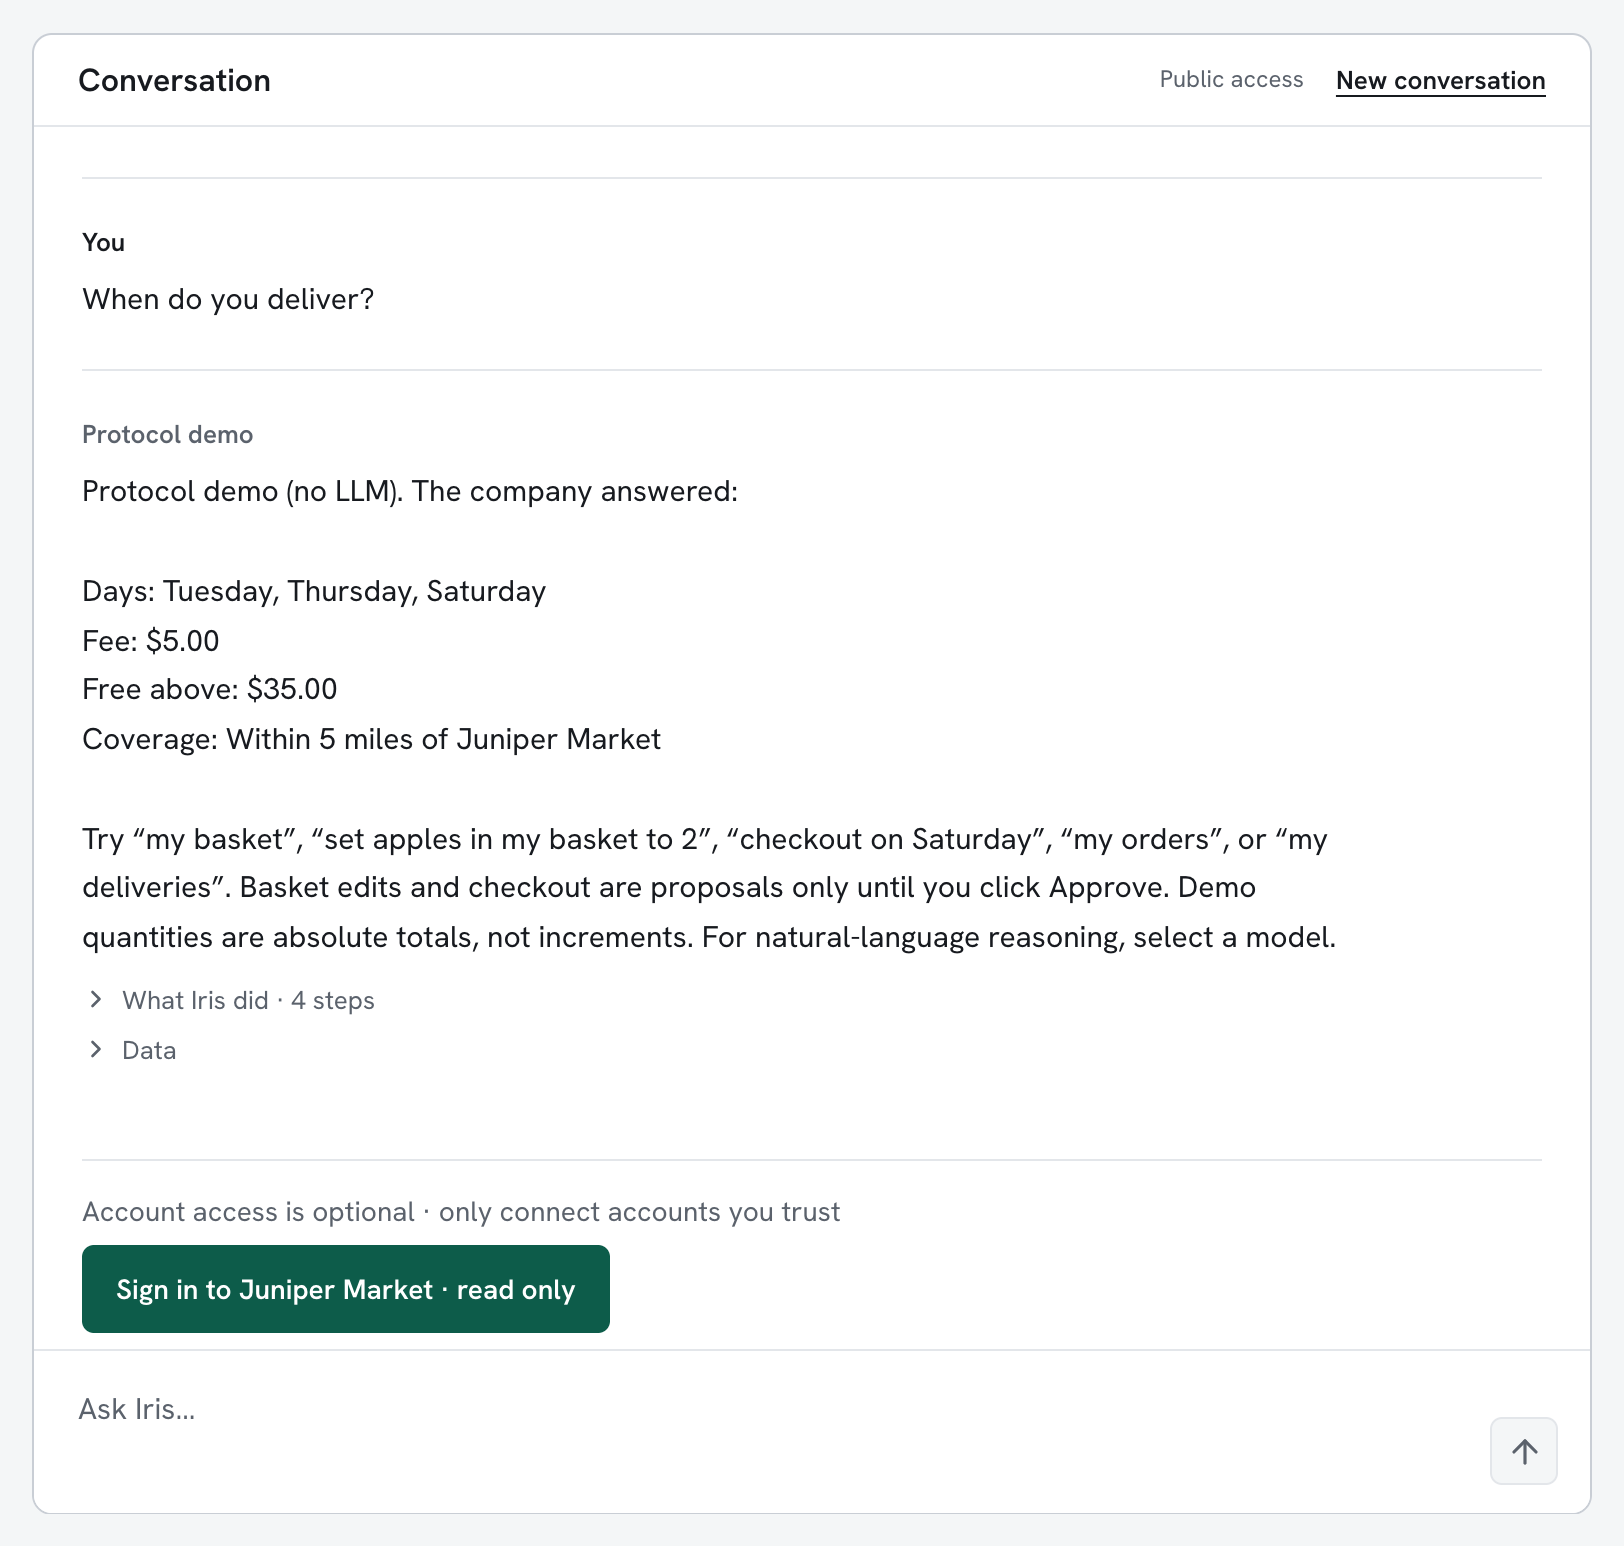 Conversation
Public access
New conversation
You
When do you deliver?
Protocol demo
Protocol demo (no LLM). The company answered:
Days: Tuesday, Thursday, Saturday
Fee: $5.00
Free above: $35.00
Coverage: Within 5 miles of Juniper Market
Try “my basket”, “set apples in my basket to 2”, “checkout on Saturday”, “my orders”, or “my
deliveries”. Basket edits and checkout are proposals only until you click Approve. Demo
quantities are absolute totals, not increments. For natural-language reasoning, select a model.
What Iris did · 4 steps
Data
Account access is optional · only connect accounts you trust
Sign in to Juniper Market · read only
Ask Iris...